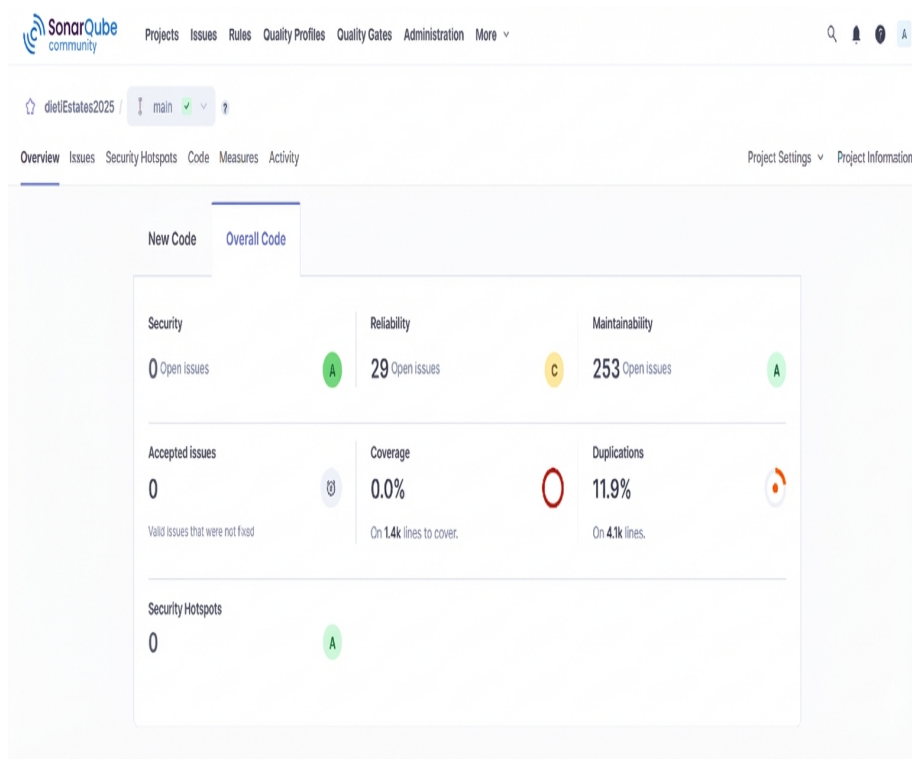 SonarQube
community
Projects Issues Rules Quality Profiles Quality Gates Administration More
A
dietiEstates2025 / main ?
Overview Issues Security Hotspots Code Measures Activity
Project Settings Project Information
New Code Overall Code
Security Reliability Maintainability
0 Open issues A 29 Open issues C 253 Open issues A
Accepted issues Coverage Duplications
0 0.0% 11.9%
Valid issues that were not fixed On 1.4k lines to cover. On 4.1k lines.
Security Hotspots
0 A